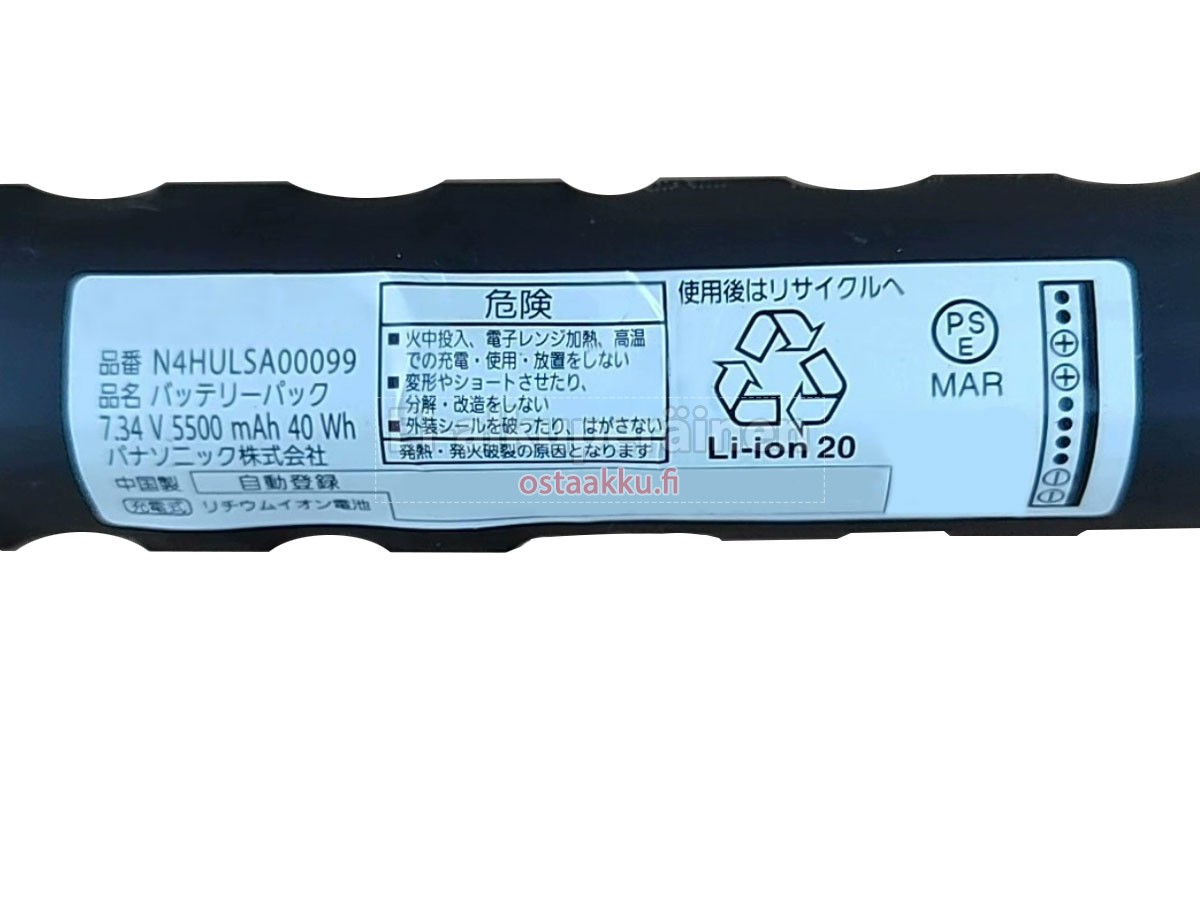 品番 N4HULSA00099
品名 バッテリーパック
7.34 V 5500 mAh 40 Wh
パナソニック株式会社
中国製 自動登録
充電式 リチウムイオン電池
危険
■火中投入、電子レンジ加熱、高温
での充電・使用・放置をしない
■変形やショートさせたり、
分解・改造をしない
■外装シールを破ったり、はがさない
発熱・発火破裂の原因となります
使用後はリサイクルへ
Li-ion 20
PS
E
MAR
ostaakku.fi